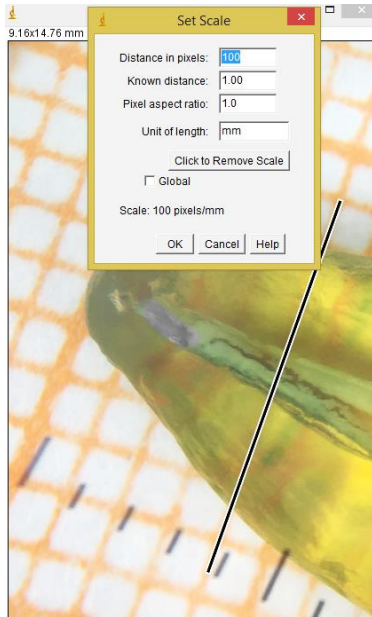 Set Scale
9.16x14.76 mm
Distance in pixels: 100
Known distance: 1.00
Pixel aspect ratio: 1.0
Unit of length: mm
Click to Remove Scale
Global
Scale: 100 pixels/mm
OK Cancel Help